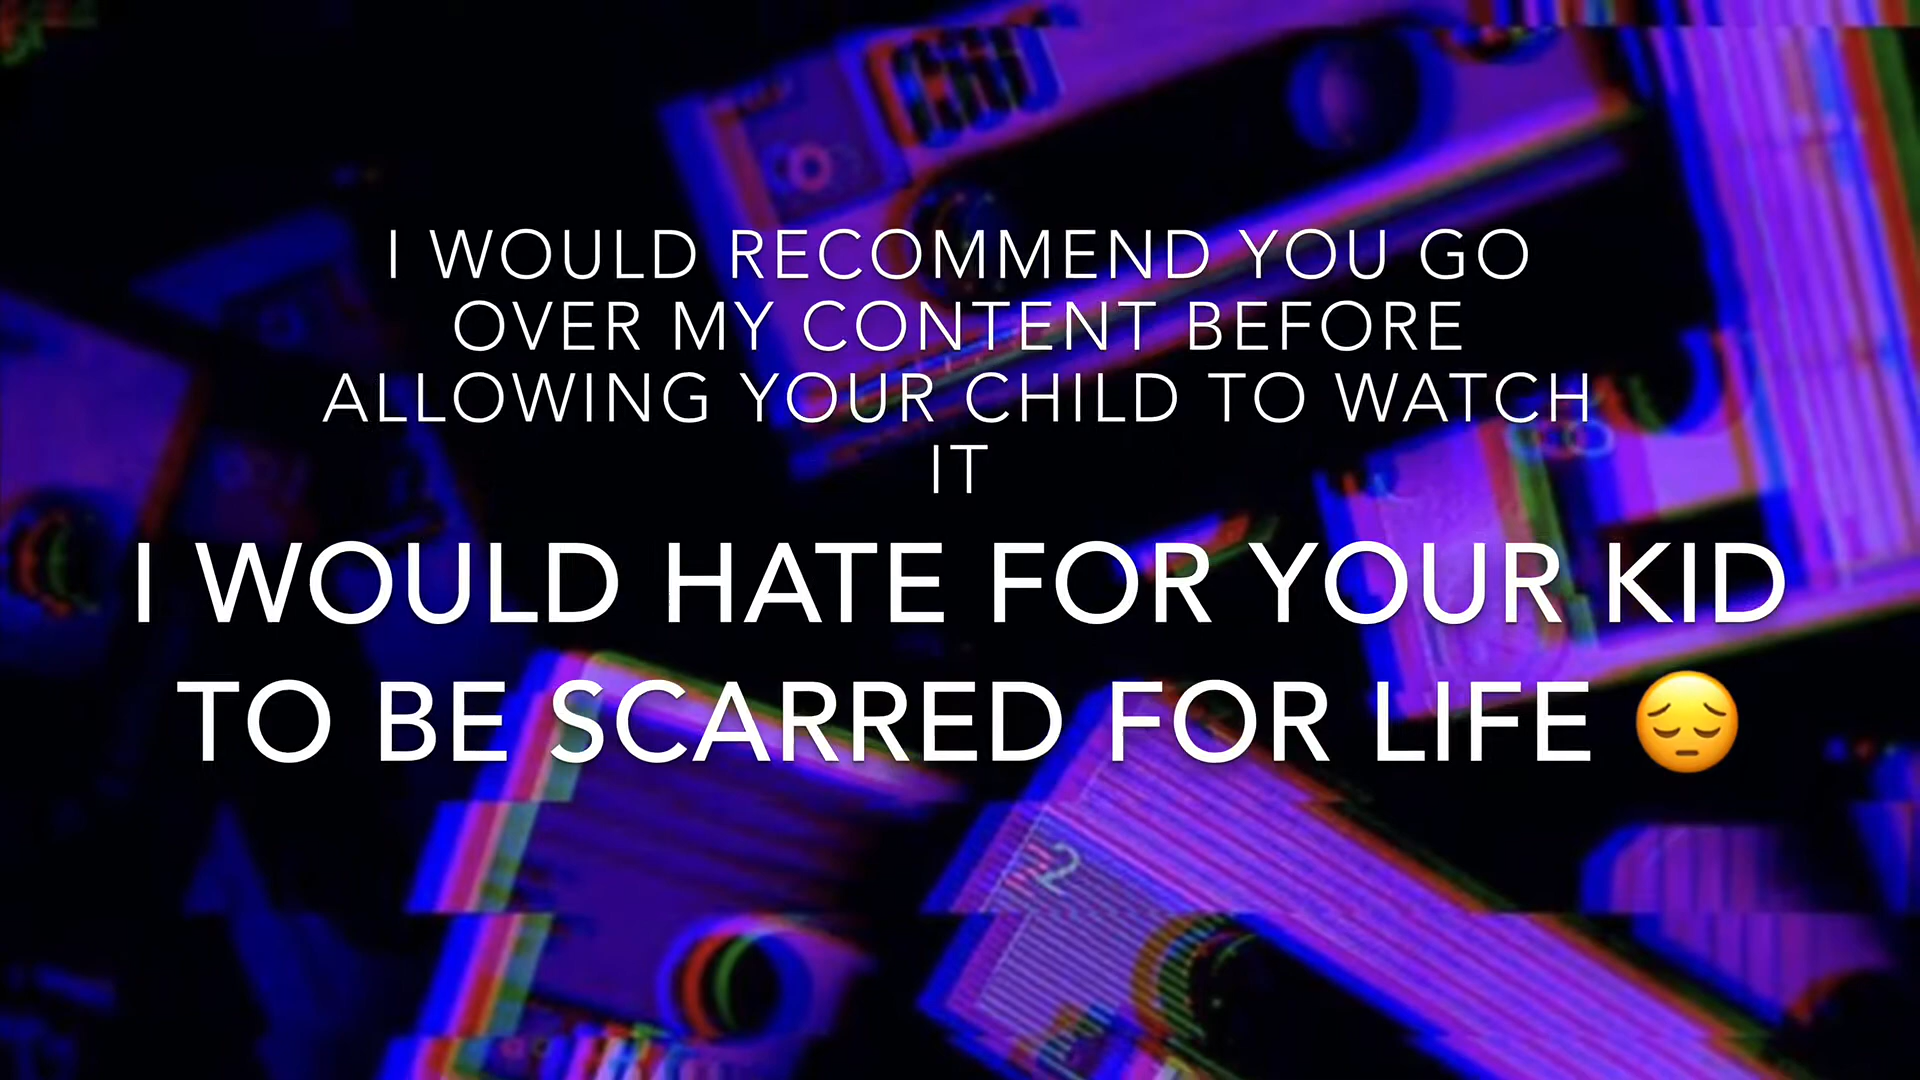 I WOULD RECOMMEND YOU GO
OVER MY CONTENT BEFORE
ALLOWING YOUR CHILD TO WATCH
IT
I WOULD HATE FOR YOUR KID
TO BE SCARRED FOR LIFE 😔